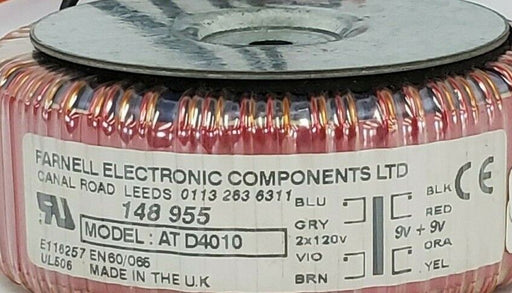 FARNELL ELECTRONIC COMPONENTS LTD
CANAL ROAD LEEDS 0113 263 6311
148 955
MODEL: AT D4010
E116257 EN60/065
UL506 MADE IN THE U.K
BLU
GRY
2x120v
VIO
BRN
BLK
RED
9v + 9v
ORA
YEL
CE